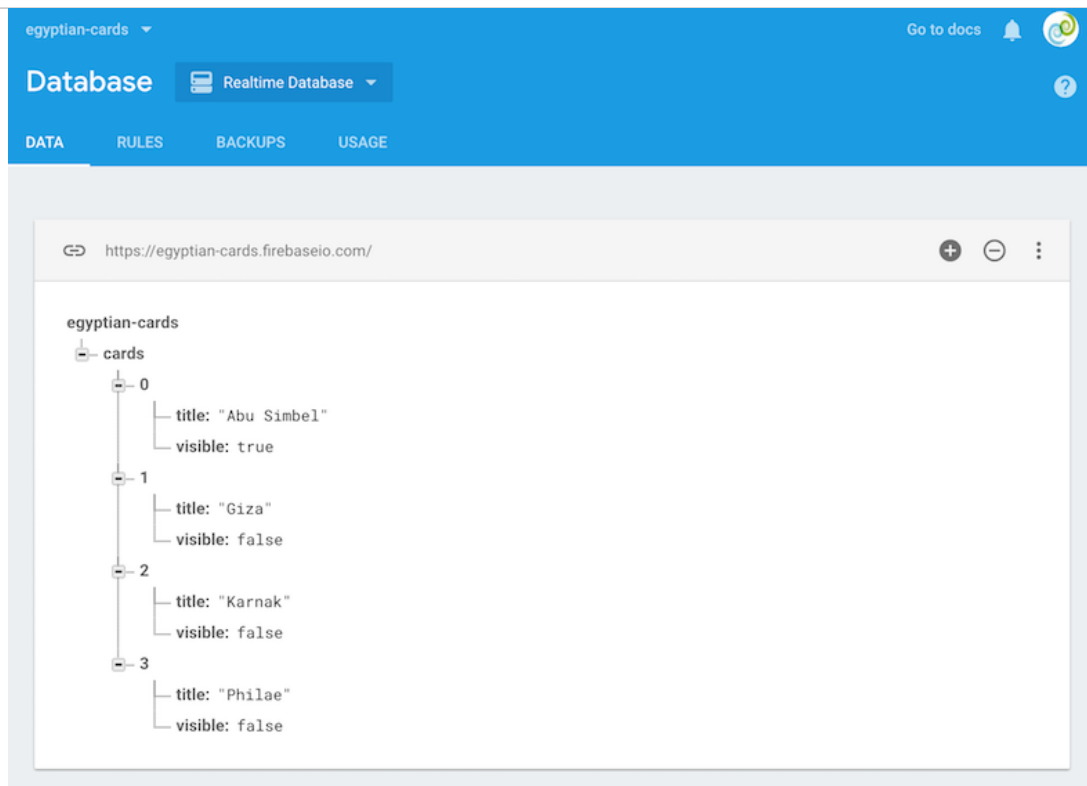 egyptian-cards Go to docs
Database Realtime Database ?
DATA RULES BACKUPS USAGE
https://egyptian-cards.firebaseio.com/
egyptian-cards
cards
0
title: "Abu Simbel"
visible: true
1
title: "Giza"
visible: false
2
title: "Karnak"
visible: false
3
title: "Philae"
visible: false